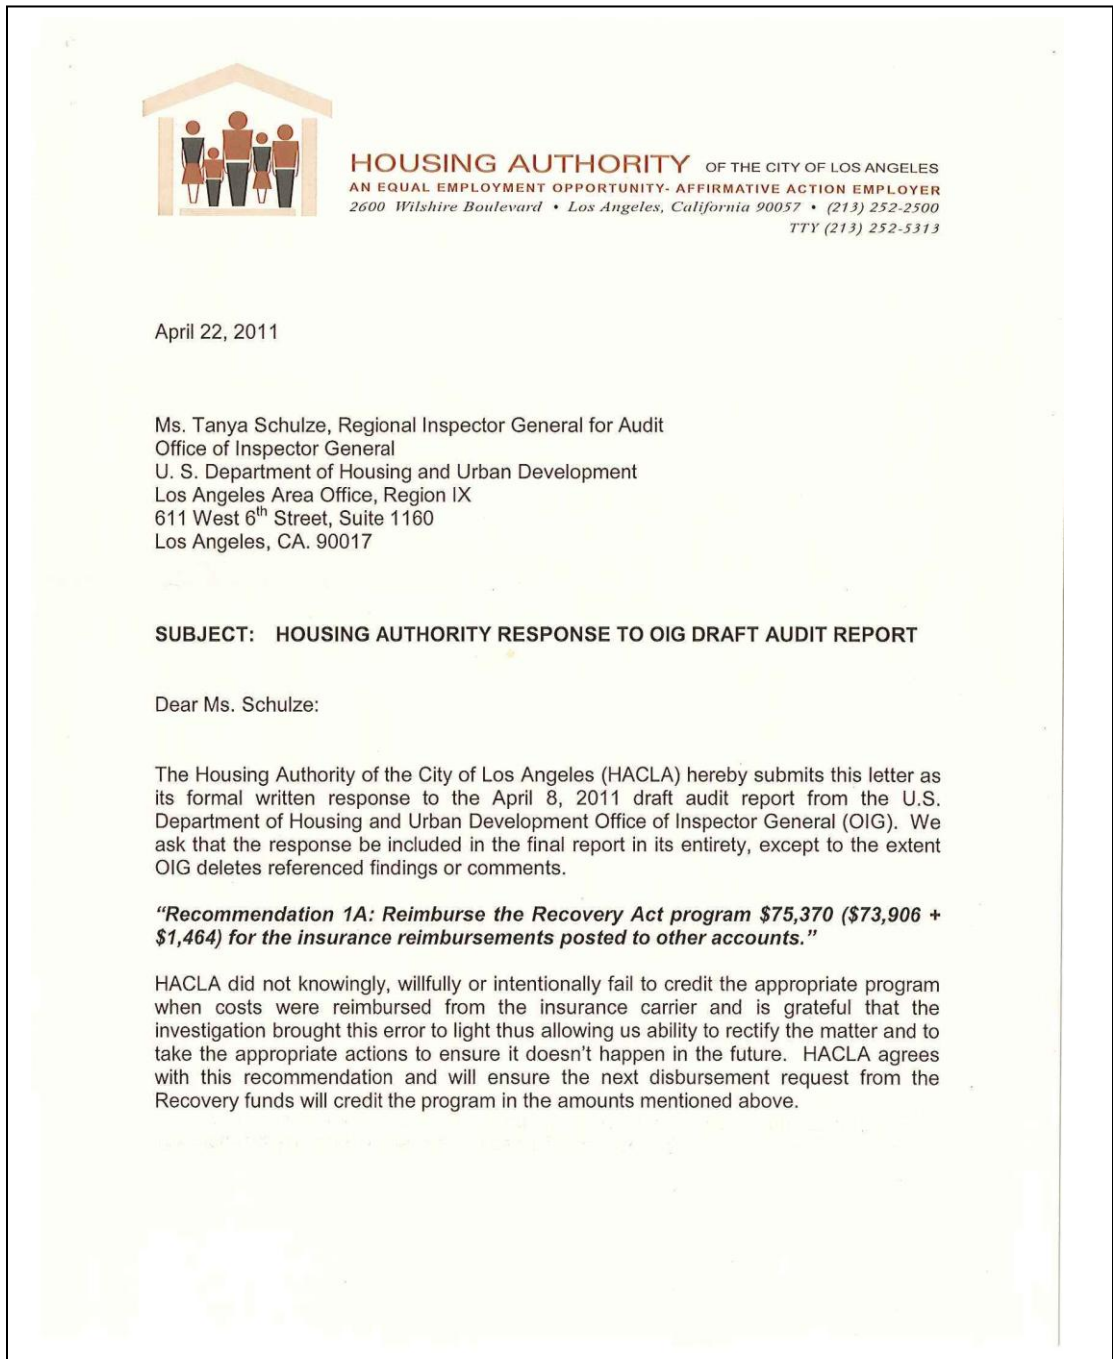 HOUSING AUTHORITY OF THE CITY OF LOS ANGELES
AN EQUAL EMPLOYMENT OPPORTUNITY- AFFIRMATIVE ACTION EMPLOYER
2600 Wilshire Boulevard • Los Angeles, California 90057 • (213) 252-2500
TTY (213) 252-5313
April 22, 2011
Ms. Tanya Schulze, Regional Inspector General for Audit
Office of Inspector General
U. S. Department of Housing and Urban Development
Los Angeles Area Office, Region IX
611 West 6th Street, Suite 1160
Los Angeles, CA. 90017
SUBJECT: HOUSING AUTHORITY RESPONSE TO OIG DRAFT AUDIT REPORT
Dear Ms. Schulze:
The Housing Authority of the City of Los Angeles (HACLA) hereby submits this letter as
its formal written response to the April 8, 2011 draft audit report from the U.S.
Department of Housing and Urban Development Office of Inspector General (OIG). We
ask that the response be included in the final report in its entirety, except to the extent
OIG deletes referenced findings or comments.
“Recommendation 1A: Reimburse the Recovery Act program $75,370 ($73,906 +
$1,464) for the insurance reimbursements posted to other accounts.”
HACLA did not knowingly, willfully or intentionally fail to credit the appropriate program
when costs were reimbursed from the insurance carrier and is grateful that the
investigation brought this error to light thus allowing us ability to rectify the matter and to
take the appropriate actions to ensure it doesn't happen in the future. HACLA agrees
with this recommendation and will ensure the next disbursement request from the
Recovery funds will credit the program in the amounts mentioned above.